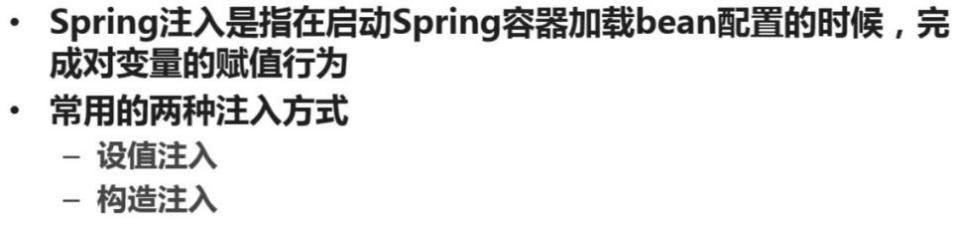 • Spring注入是指在启动Spring容器加载bean配置的时候，完
成对变量的赋值行为
• 常用的两种注入方式
– 设值注入
– 构造注入